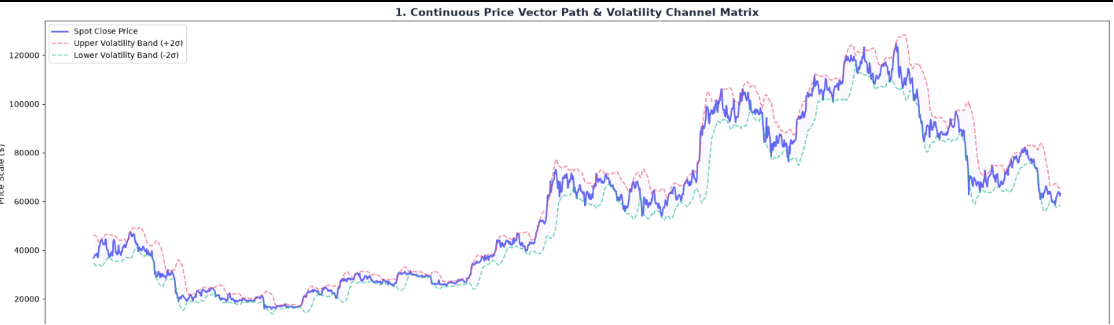 1. Continuous Price Vector Path & Volatility Channel Matrix
Spot Close Price
Upper Volatility Band (+2σ)
Lower Volatility Band (-2σ)
120000
100000
80000
60000
40000
20000
Price Scale ($)